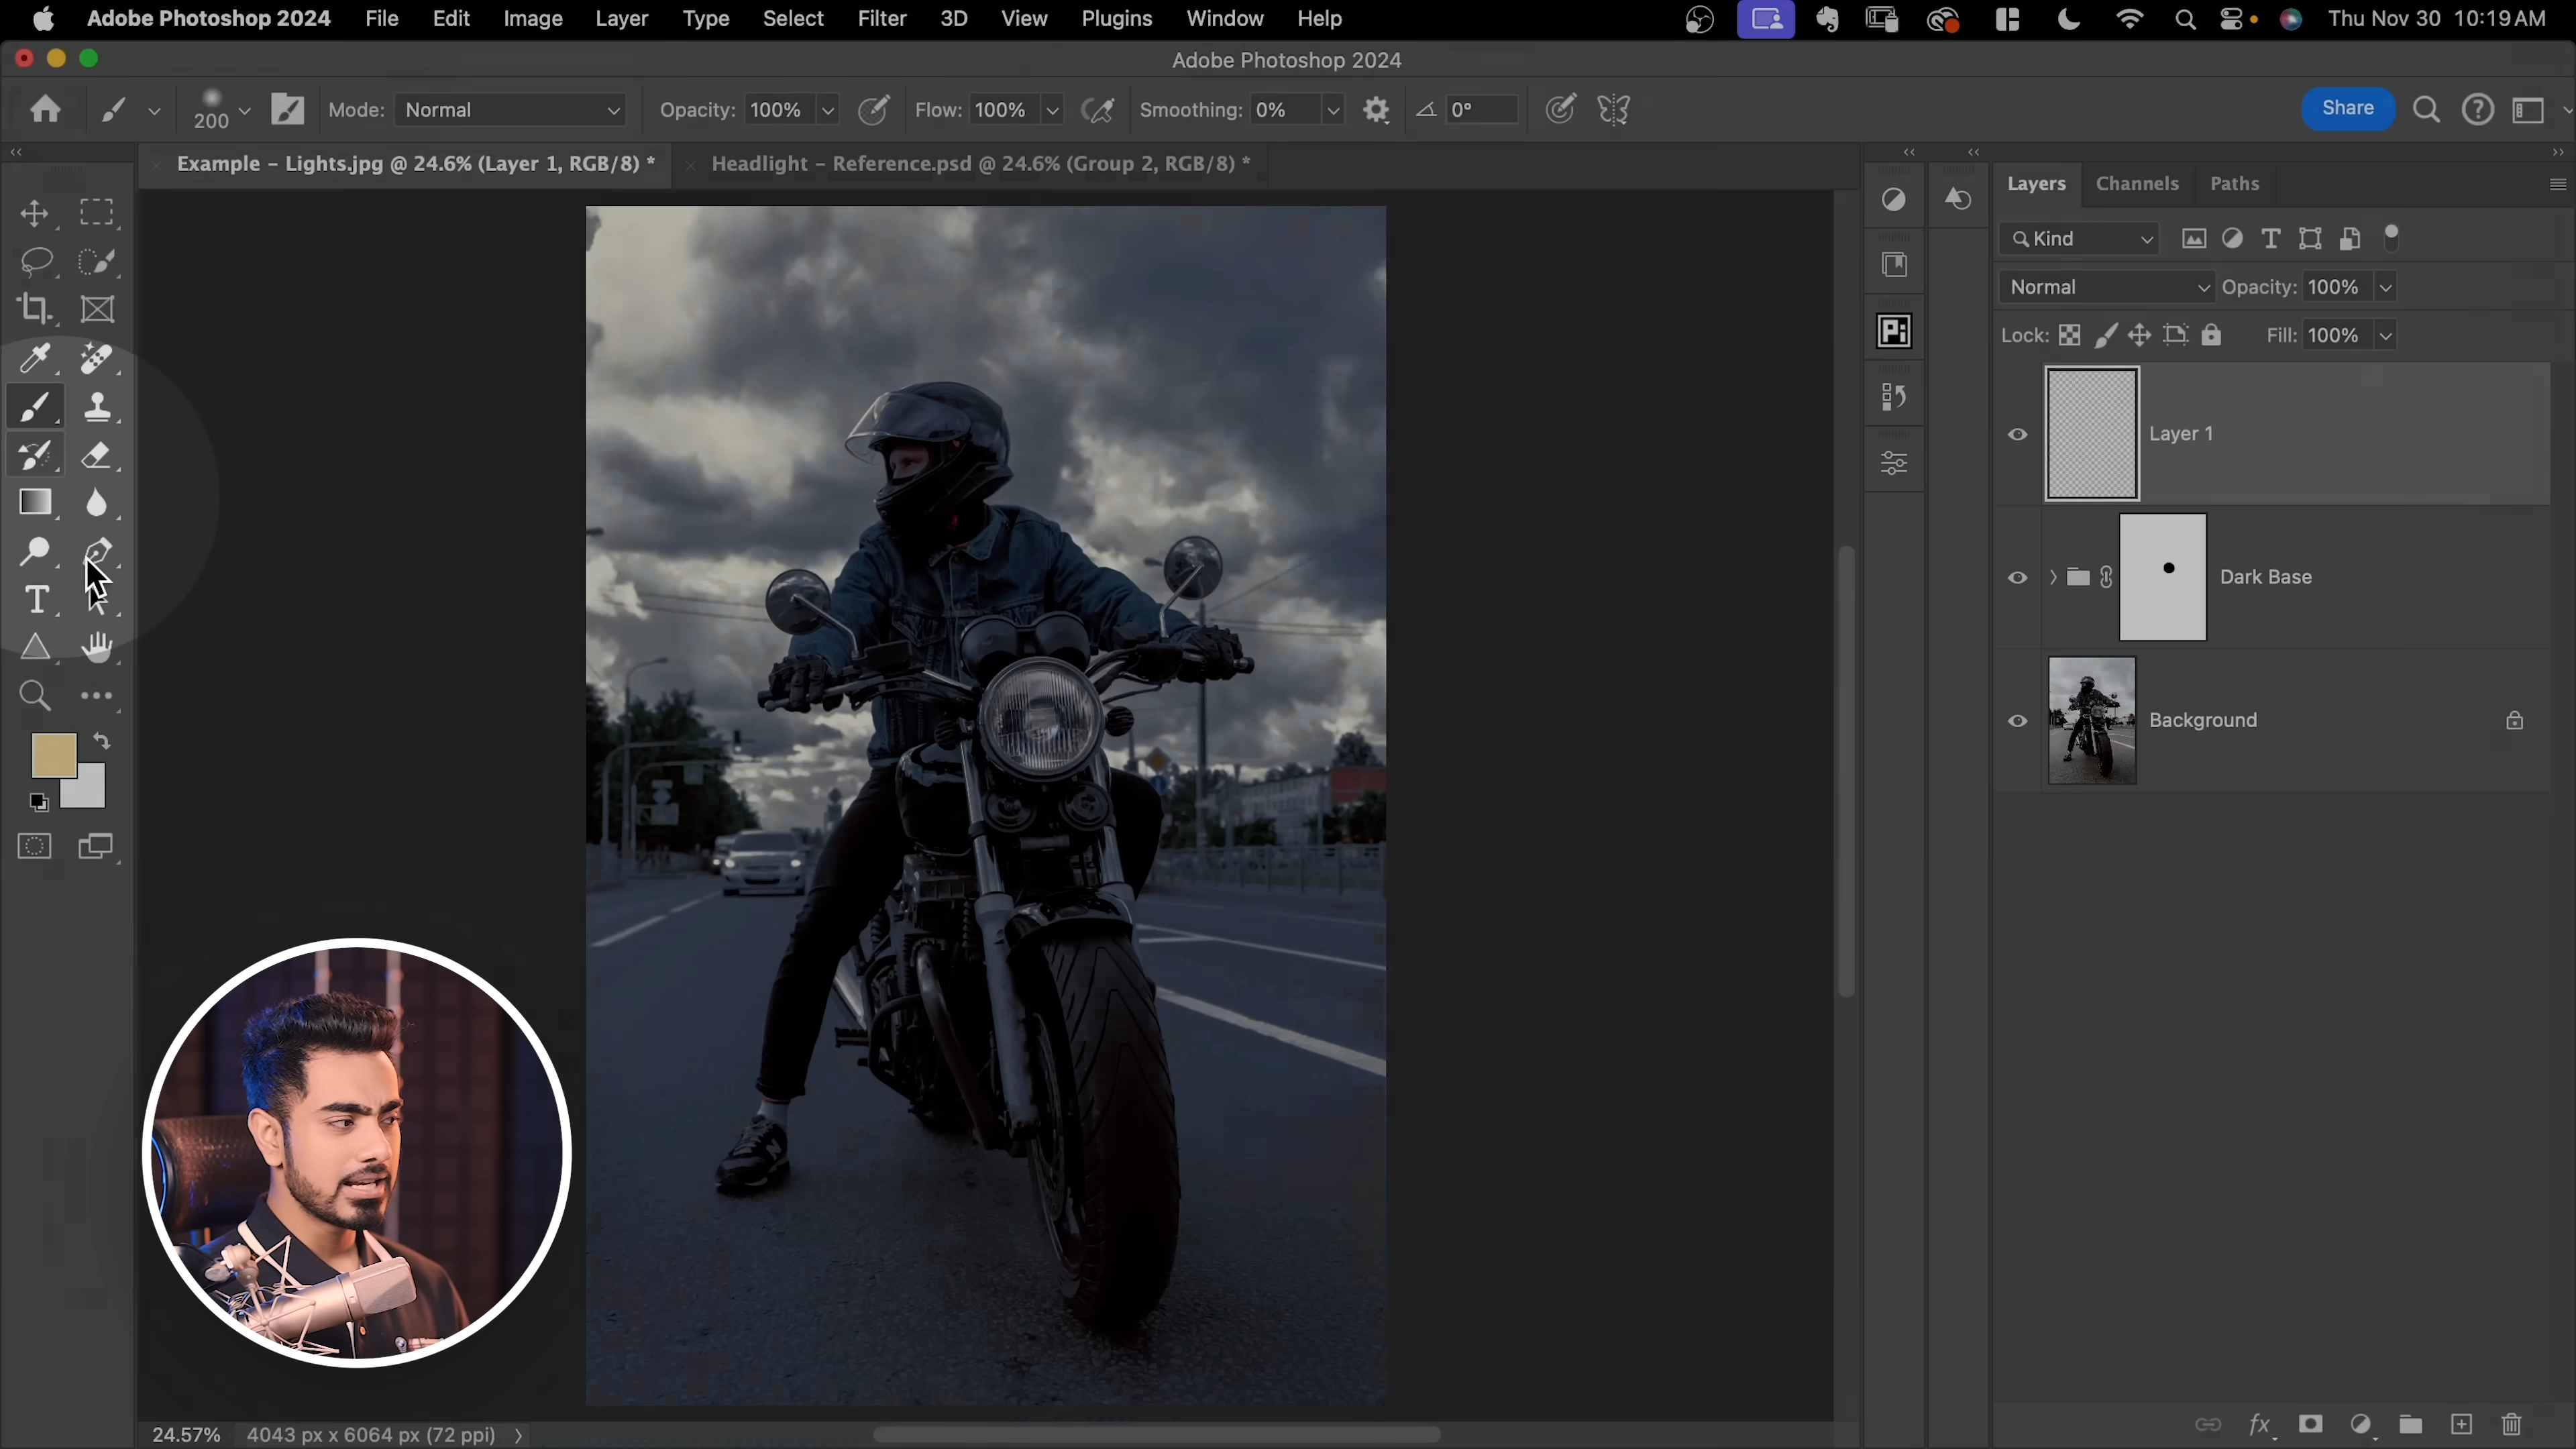 Adobe Photoshop 2024 File Edit Image Layer Type Select Filter 3D View Plugins Window Help Thu Nov 30 10:19 AM
Adobe Photoshop 2024
200 Mode: Normal Opacity: 100% Flow: 100% Smoothing: 0% 0° Share
Example – Lights.jpg @ 24.6% (Layer 1, RGB/8) * Headlight – Reference.psd @ 24.6% (Group 2, RGB/8) *
Layers Channels Paths
Kind
Normal Opacity: 100%
Lock: Fill: 100%
Layer 1
Dark Base
Background
Pi
24.57% 4043 px x 6064 px (72 ppi)
fx